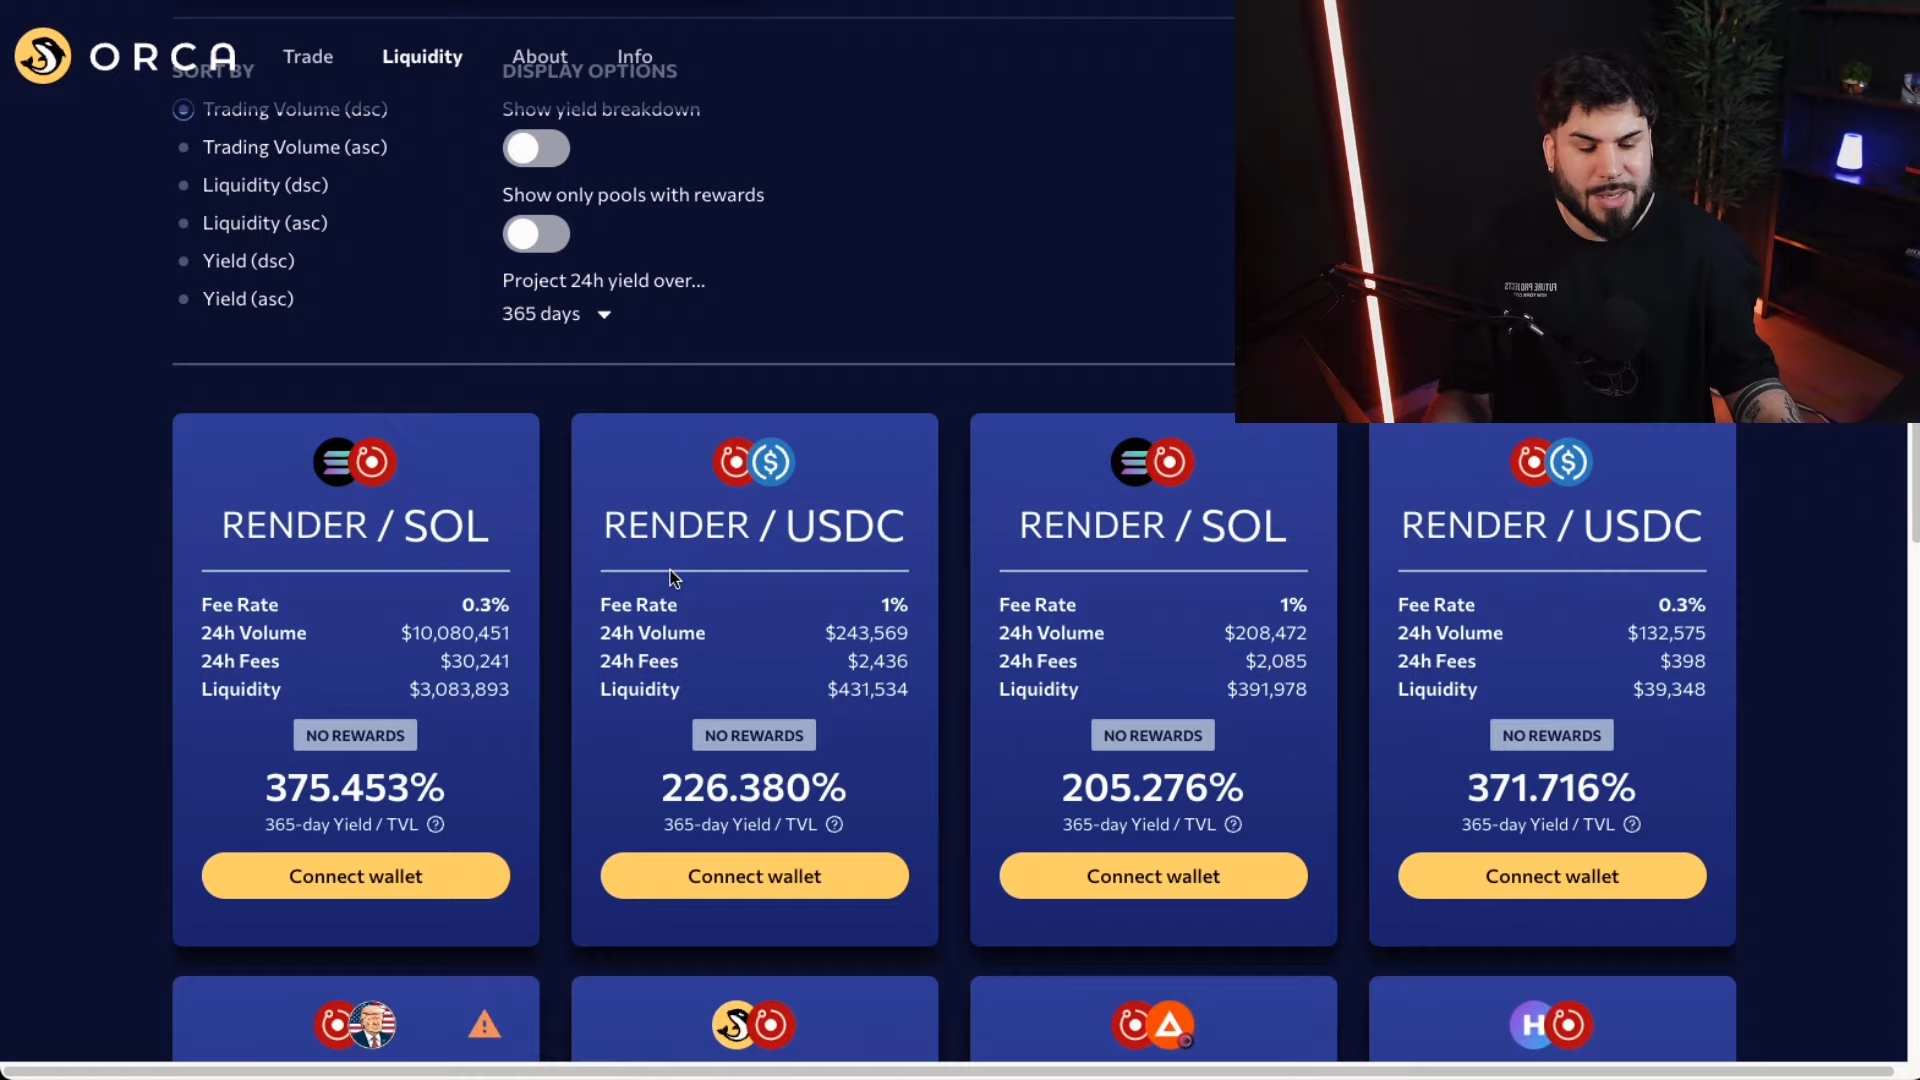 ORCA
Trade
Liquidity
About
Info
SORT BY
Trading Volume (dsc)
Trading Volume (asc)
Liquidity (dsc)
Liquidity (asc)
Yield (dsc)
Yield (asc)
DISPLAY OPTIONS
Show yield breakdown
Show only pools with rewards
Project 24h yield over...
365 days
FUTURE PROJECTS
RENDER / SOL
Fee Rate 0.3%
24h Volume $10,080,451
24h Fees $30,241
Liquidity $3,083,893
NO REWARDS
375.453%
365-day Yield / TVL ?
Connect wallet
RENDER / USDC
Fee Rate 1%
24h Volume $243,569
24h Fees $2,436
Liquidity $431,534
NO REWARDS
226.380%
365-day Yield / TVL ?
Connect wallet
RENDER / SOL
Fee Rate 1%
24h Volume $208,472
24h Fees $2,085
Liquidity $391,978
NO REWARDS
205.276%
365-day Yield / TVL ?
Connect wallet
RENDER / USDC
Fee Rate 0.3%
24h Volume $132,575
24h Fees $398
Liquidity $39,348
NO REWARDS
371.716%
365-day Yield / TVL ?
Connect wallet
H